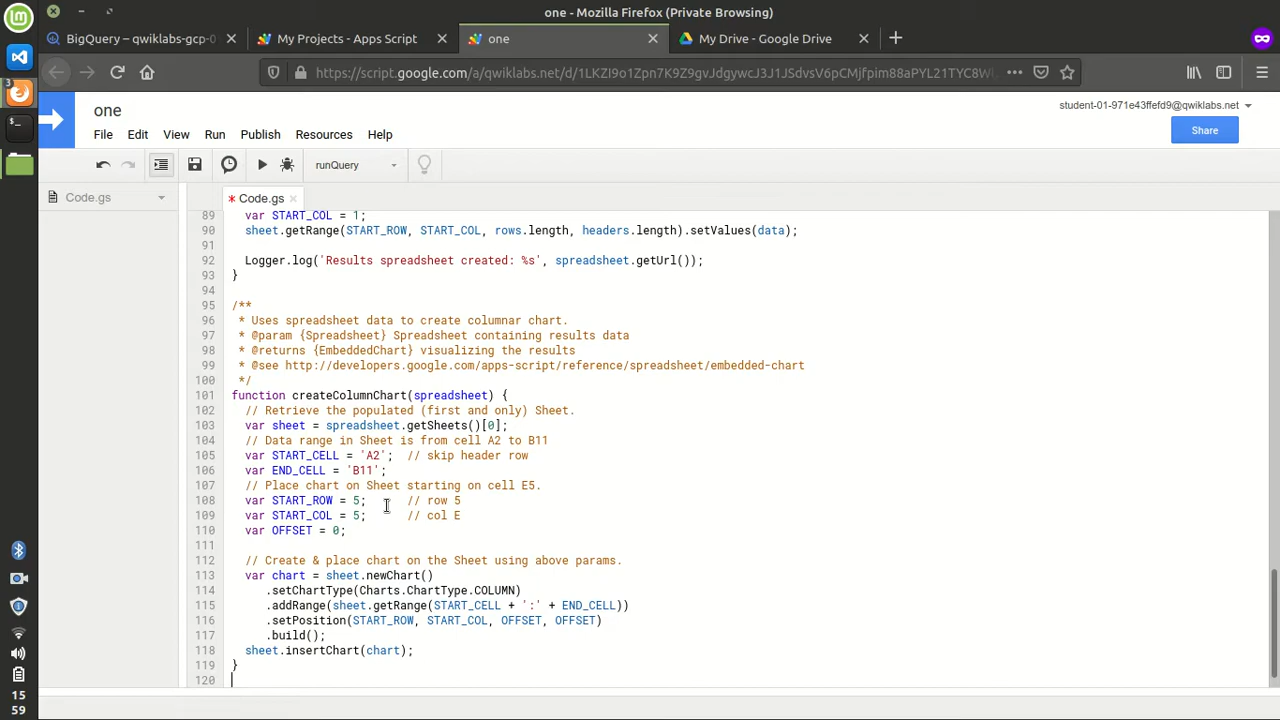 one - Mozilla Firefox (Private Browsing)
BigQuery – qwiklabs-gcp-0
My Projects - Apps Script
one
My Drive - Google Drive
https://script.google.com/a/qwiklabs.net/d/1LKZI9o1Zpn7K9Z9gvJdgywcJ3J1JSdvsV6pCMjfpim88aPYL21TYC8W
one
student-01-971e43ffefd9@qwiklabs.net
File Edit View Run Publish Resources Help
Share
runQuery
Code.gs
* Code.gs
89 var START_COL = 1;
90 sheet.getRange(START_ROW, START_COL, rows.length, headers.length).setValues(data);
91
92 Logger.log('Results spreadsheet created: %s', spreadsheet.getUrl());
93 }
94
95 /**
96 * Uses spreadsheet data to create columnar chart.
97 * @param {Spreadsheet} Spreadsheet containing results data
98 * @returns {EmbeddedChart} visualizing the results
99 * @see http://developers.google.com/apps-script/reference/spreadsheet/embedded-chart
100 */
101 function createColumnChart(spreadsheet) {
102 // Retrieve the populated (first and only) Sheet.
103 var sheet = spreadsheet.getSheets()[0];
104 // Data range in Sheet is from cell A2 to B11
105 var START_CELL = 'A2'; // skip header row
106 var END_CELL = 'B11';
107 // Place chart on Sheet starting on cell E5.
108 var START_ROW = 5; // row 5
109 var START_COL = 5; // col E
110 var OFFSET = 0;
111
112 // Create & place chart on the Sheet using above params.
113 var chart = sheet.newChart()
114 .setChartType(Charts.ChartType.COLUMN)
115 .addRange(sheet.getRange(START_CELL + ':' + END_CELL))
116 .setPosition(START_ROW, START_COL, OFFSET, OFFSET)
117 .build();
118 sheet.insertChart(chart);
119 }
120
3
15
59